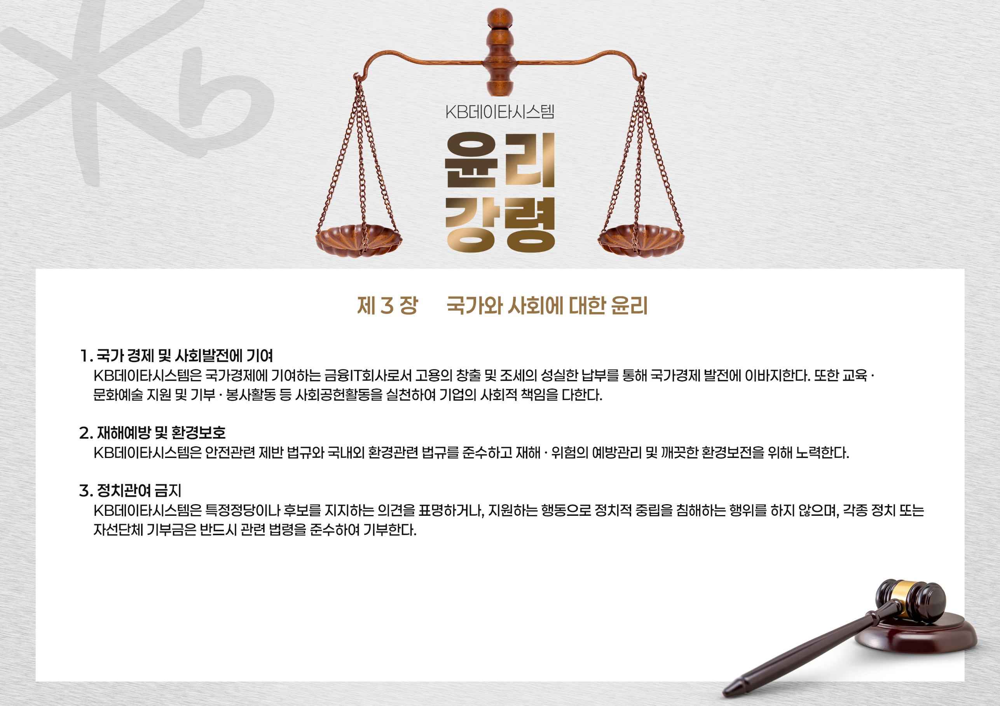 Kb
KB데이타시스템
윤리
강령
제 3 장 국가와 사회에 대한 윤리
1. 국가 경제 및 사회발전에 기여
KB데이타시스템은 국가경제에 기여하는 금융IT회사로서 고용의 창출 및 조세의 성실한 납부를 통해 국가경제 발전에 이바지한다. 또한 교육 ·
문화예술 지원 및 기부 · 봉사활동 등 사회공헌활동을 실천하여 기업의 사회적 책임을 다한다.
2. 재해예방 및 환경보호
KB데이타시스템은 안전관련 제반 법규와 국내외 환경관련 법규를 준수하고 재해 · 위험의 예방관리 및 깨끗한 환경보전을 위해 노력한다.
3. 정치관여 금지
KB데이타시스템은 특정정당이나 후보를 지지하는 의견을 표명하거나, 지원하는 행동으로 정치적 중립을 침해하는 행위를 하지 않으며, 각종 정치 또는
자선단체 기부금은 반드시 관련 법령을 준수하여 기부한다.